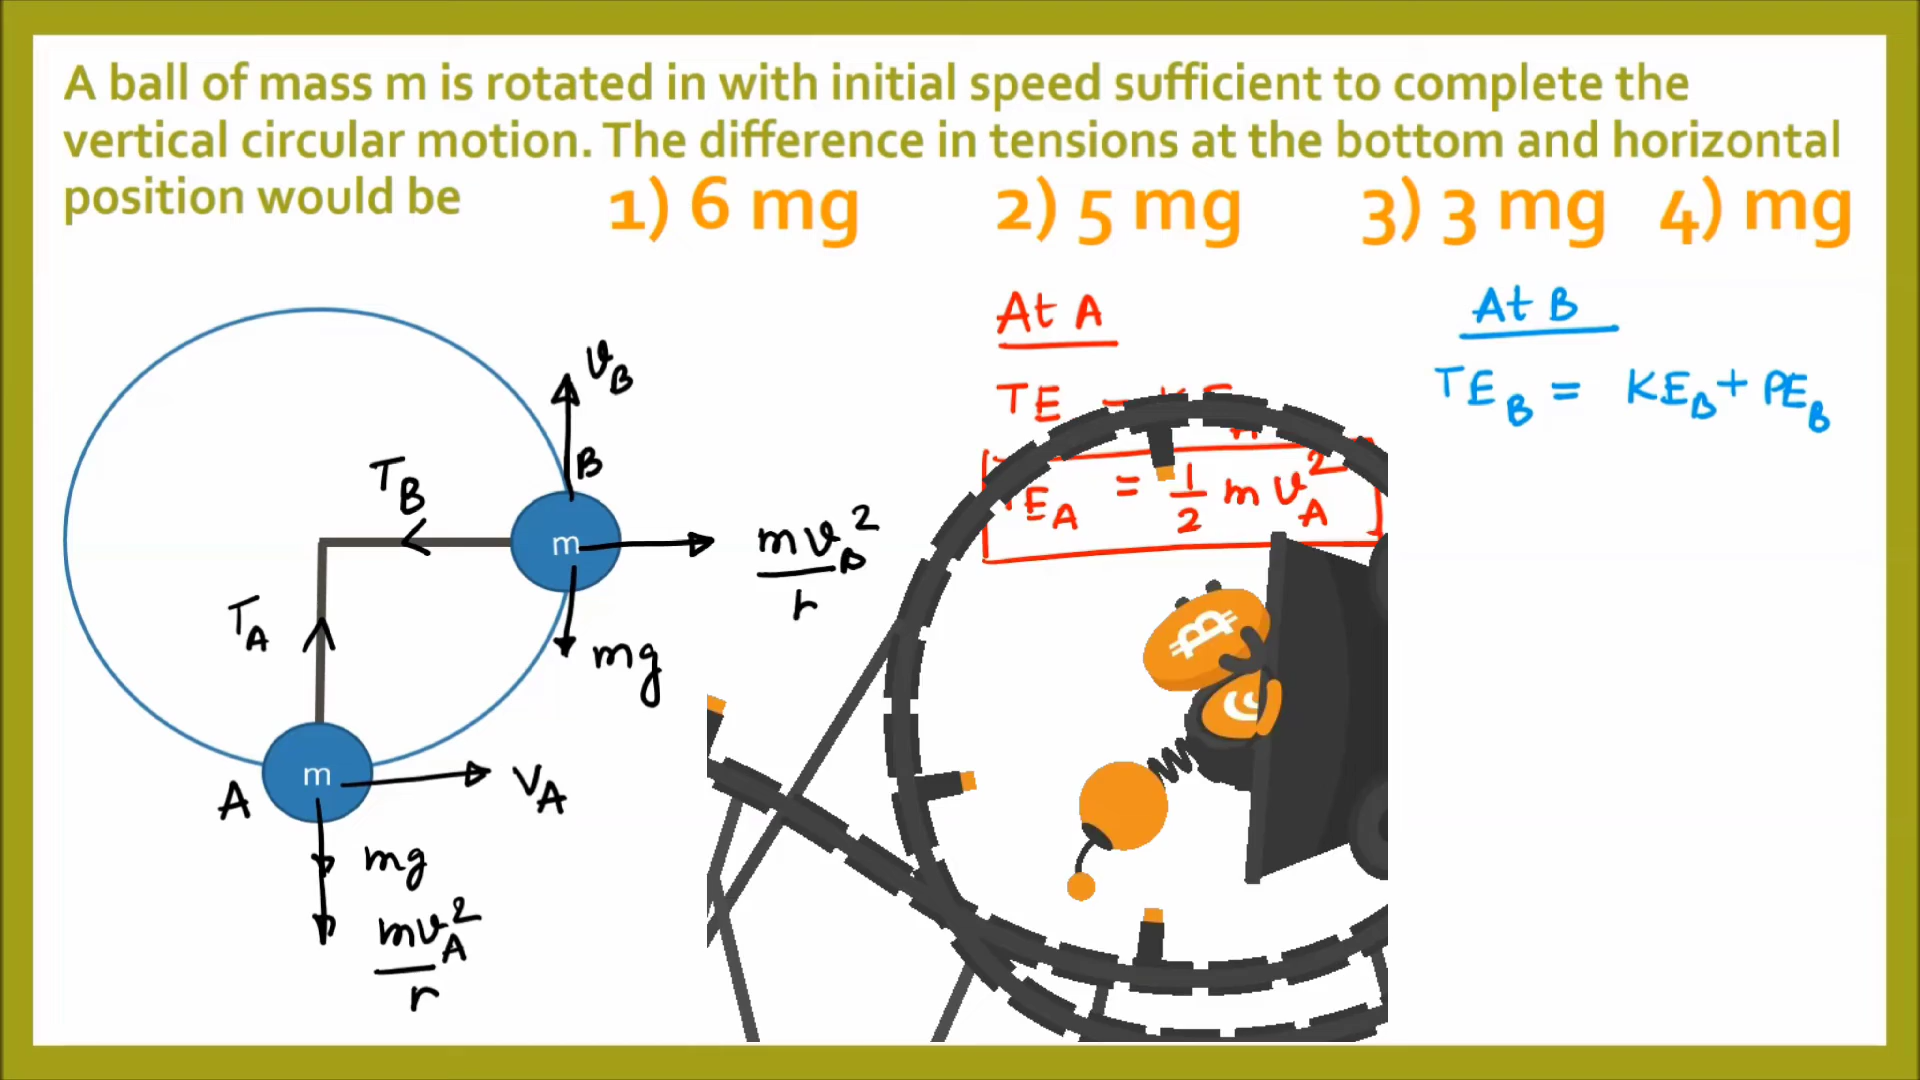 A ball of mass m is rotated in with initial speed sufficient to complete the
vertical circular motion. The difference in tensions at the bottom and horizontal
position would be
1) 6 mg 2) 5 mg 3) 3 mg 4) mg
At A
TE
= 1/2 m v_A^2
At B
TE_B = KE_B + PE_B
v_B
B
T_B
m
mv_B^2/r
T_A
mg
m
A
V_A
mg
mv_A^2/r